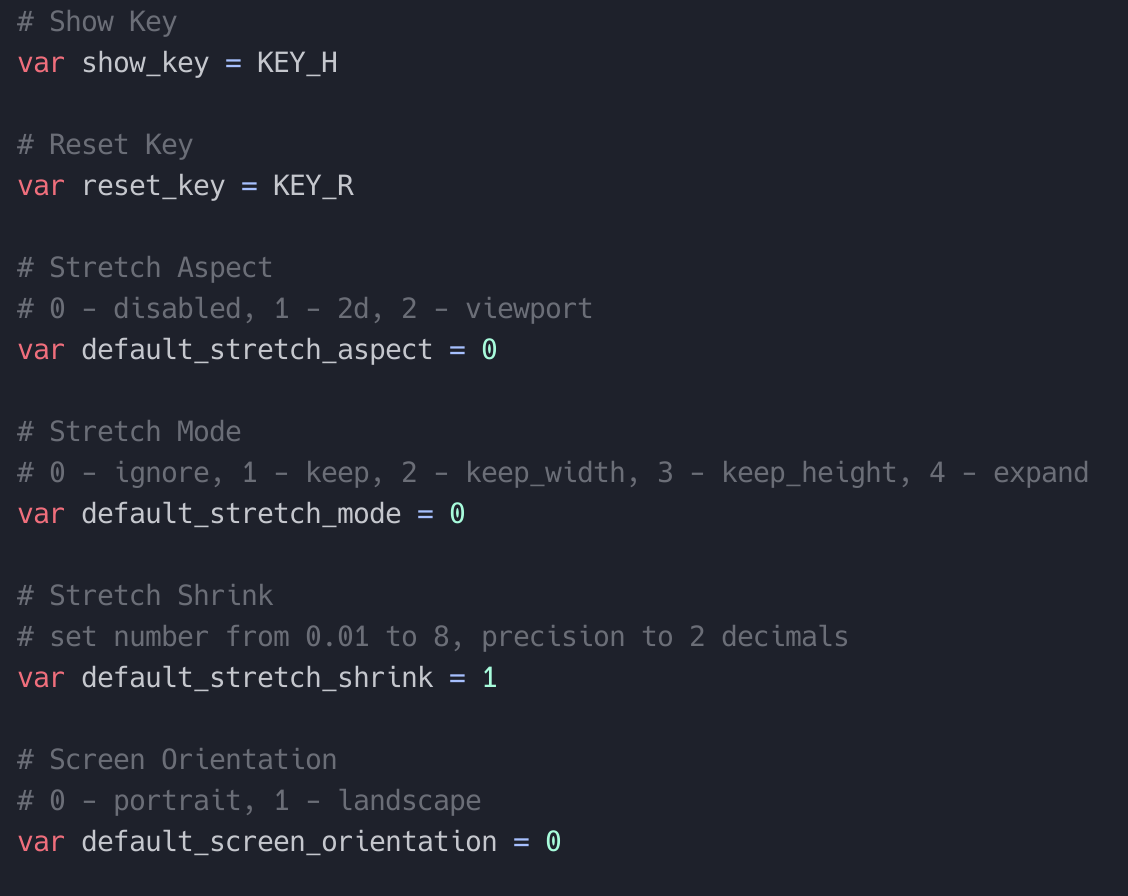 # Show Key
var show_key = KEY_H
# Reset Key
var reset_key = KEY_R
# Stretch Aspect
# 0 - disabled, 1 - 2d, 2 - viewport
var default_stretch_aspect = 0
# Stretch Mode
# 0 - ignore, 1 - keep, 2 - keep_width, 3 - keep_height, 4 - expand
var default_stretch_mode = 0
# Stretch Shrink
# set number from 0.01 to 8, precision to 2 decimals
var default_stretch_shrink = 1
# Screen Orientation
# 0 - portrait, 1 - landscape
var default_screen_orientation = 0